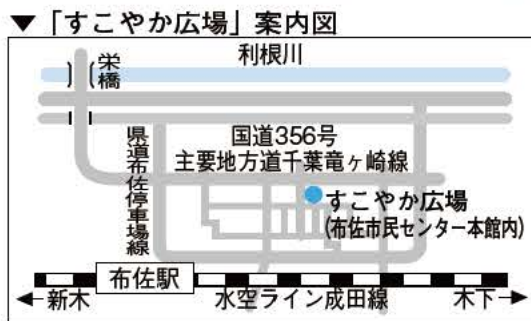 ▼「すこやか広場」案内図
利根川
栄橋
国道356号
主要地方道千葉竜ヶ崎線
県道布佐停車場線
すこやか広場
(布佐市民センター本館内)
布佐駅
←新木
水空ライン成田線
木下→